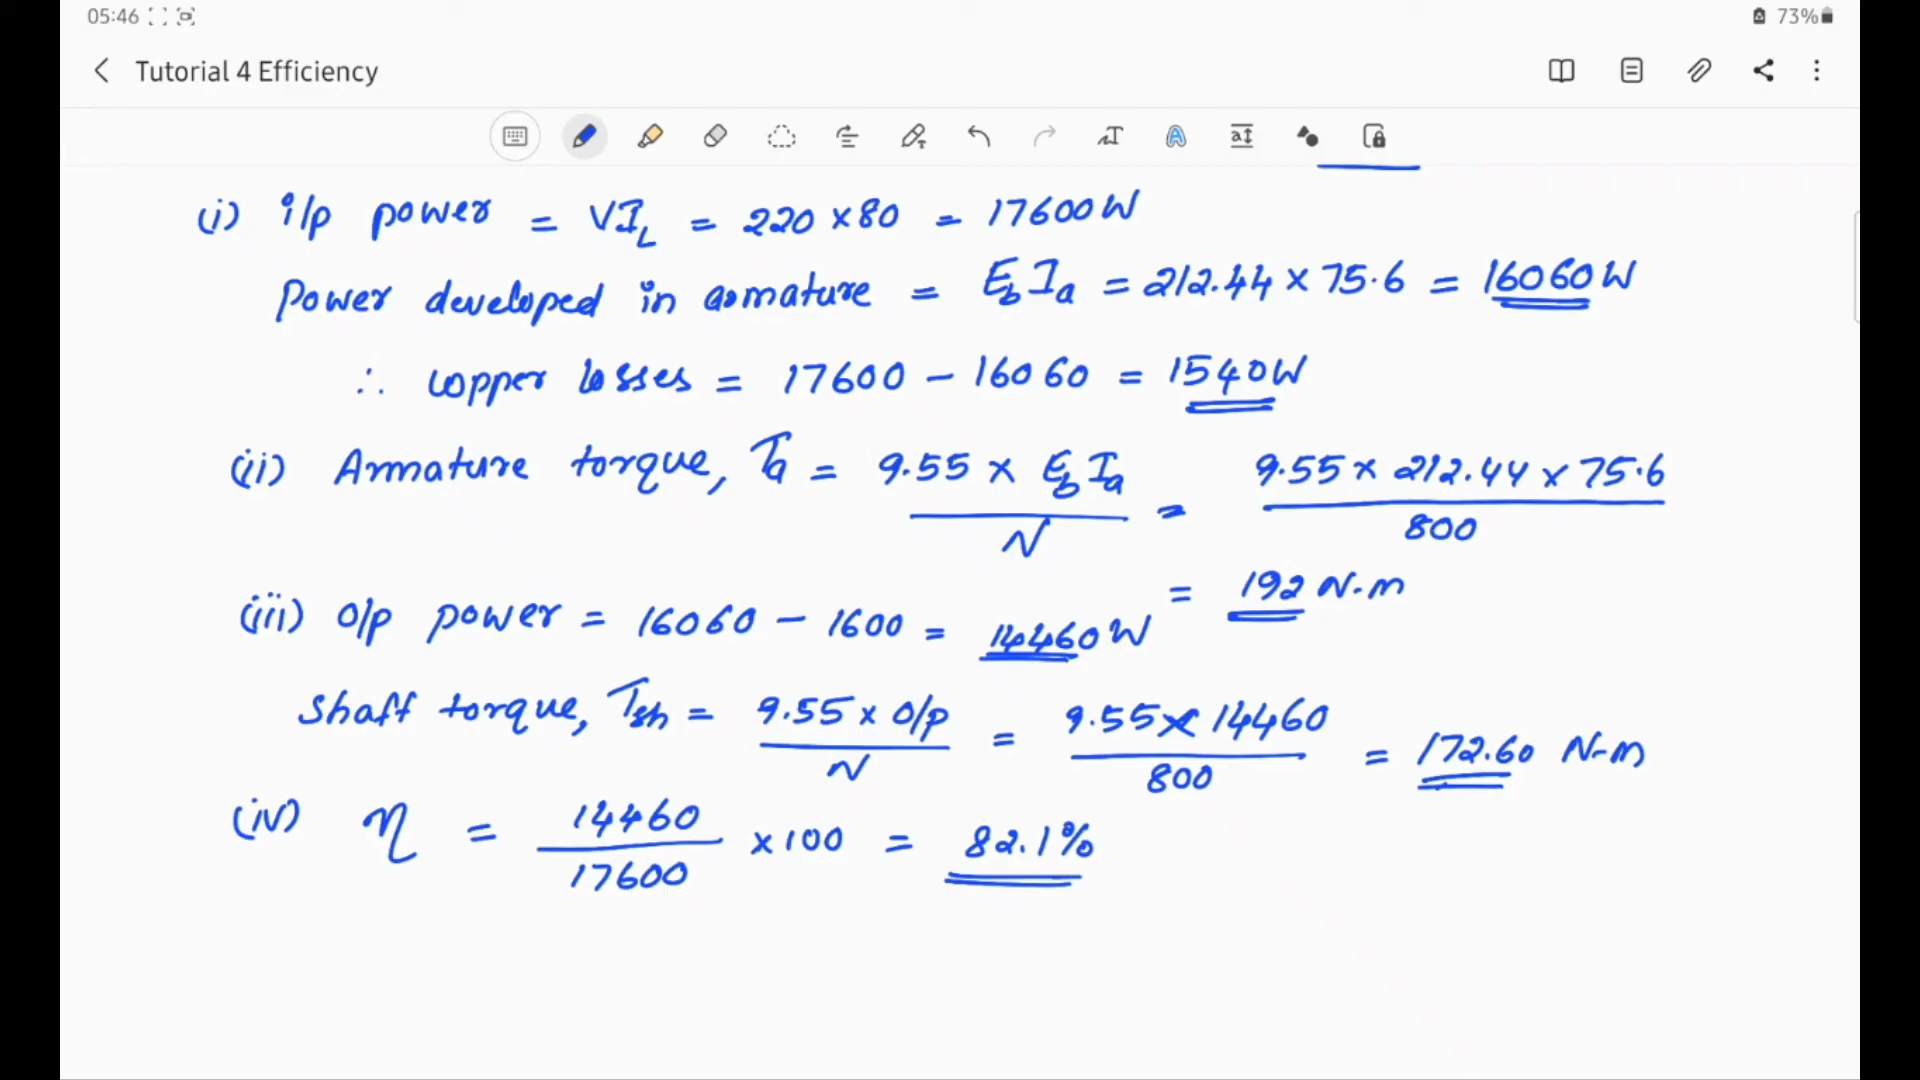 05:46 73%
Tutorial 4 Efficiency
(i) i/p power = VI_L = 220 × 80 = 17600 W
Power developed in armature = E_b I_a = 212.44 × 75.6 = 16060 W
∴ copper losses = 17600 − 16060 = 1540 W
(ii) Armature torque, T_a = 9.55 × E_b I_a / N = 9.55 × 212.44 × 75.6 / 800
= 192 N-m
(iii) O/p power = 16060 − 1600 = 14460 W
Shaft torque, T_sh = 9.55 × O/p / N = 9.55 × 14460 / 800 = 172.60 N-m
(iv) η = 14460 / 17600 × 100 = 82.1%